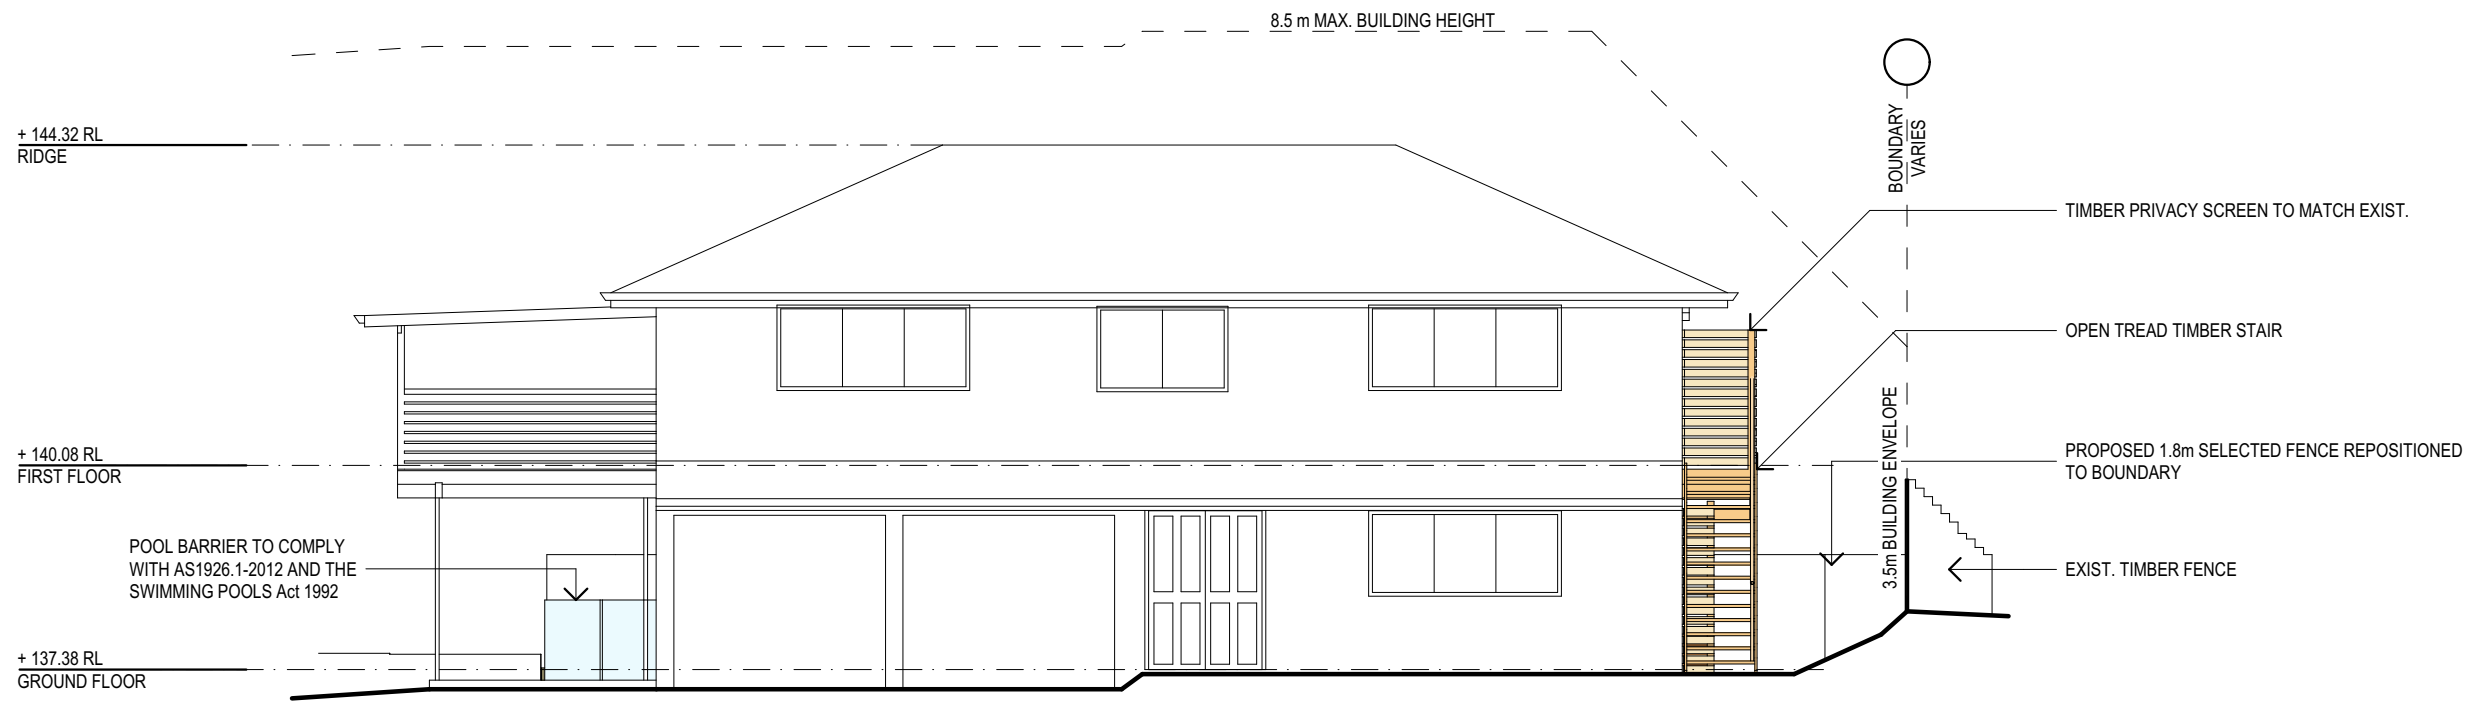 8.5 m MAX. BUILDING HEIGHT
+ 144.32 RL
RIDGE
BOUNDARY
VARIES
TIMBER PRIVACY SCREEN TO MATCH EXIST.
OPEN TREAD TIMBER STAIR
+ 140.08 RL
FIRST FLOOR
3.5m BUILDING ENVELOPE
PROPOSED 1.8m SELECTED FENCE REPOSITIONED
TO BOUNDARY
POOL BARRIER TO COMPLY
WITH AS1926.1-2012 AND THE
SWIMMING POOLS Act 1992
EXIST. TIMBER FENCE
+ 137.38 RL
GROUND FLOOR